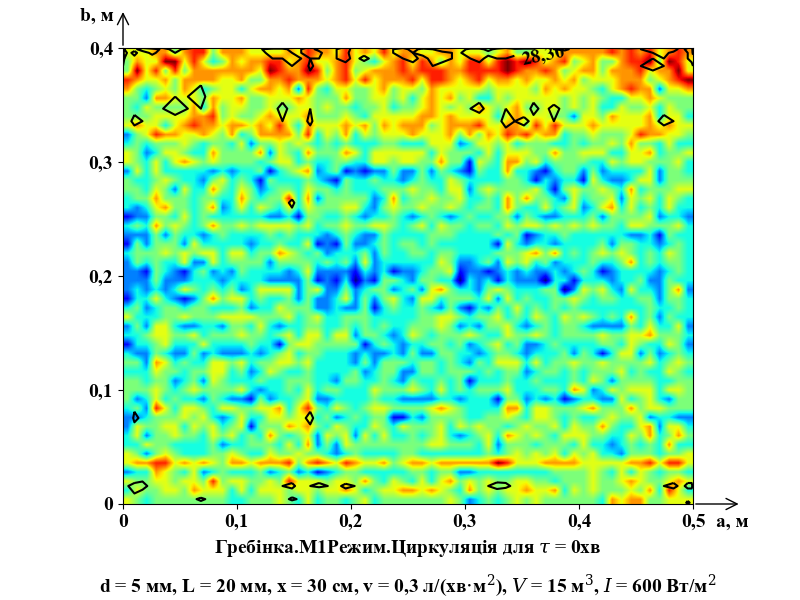 b, м
0,4
28,30
0,3
0,2
0,1
0
0 0,1 0,2 0,3 0,4 0,5 a, м
Гребінка.М1Режим.Циркуляція для τ = 0хв
d = 5 мм, L = 20 мм, x = 30 см, v = 0,3 л/(хв·м²), V = 15 м³, I = 600 Вт/м²